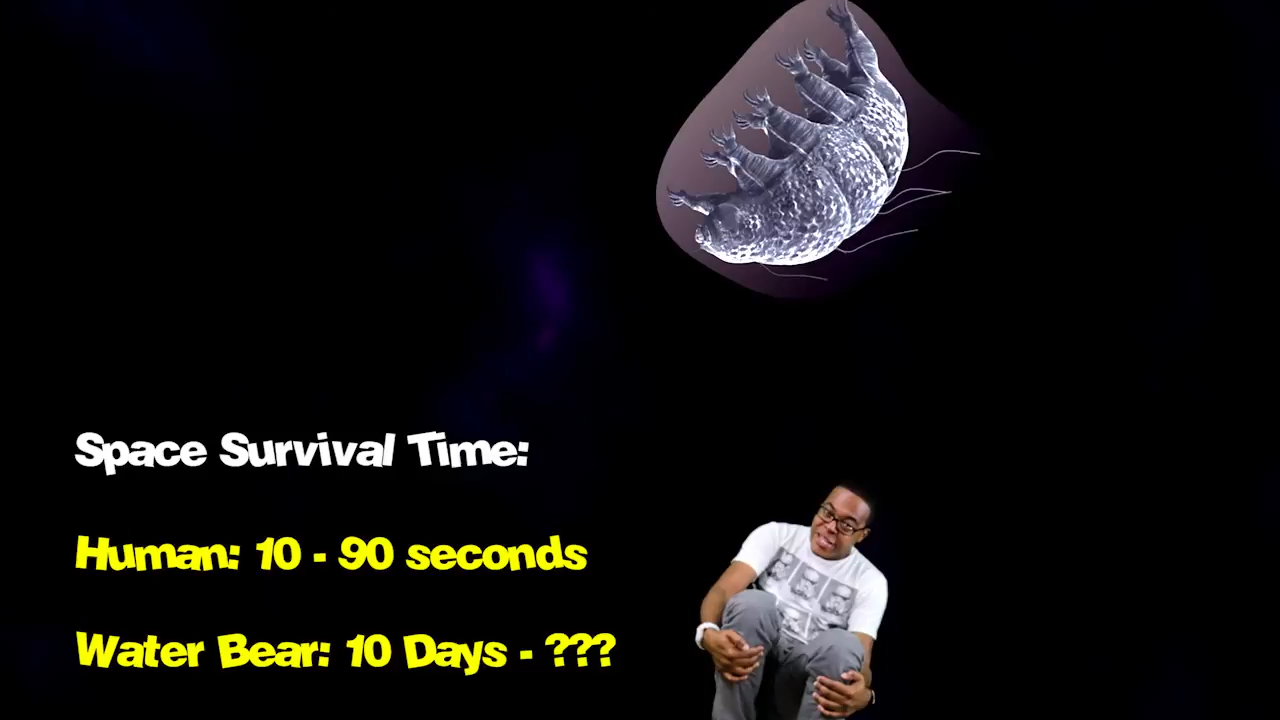 Space Survival Time:
Human: 10 - 90 seconds
Water Bear: 10 Days - ???